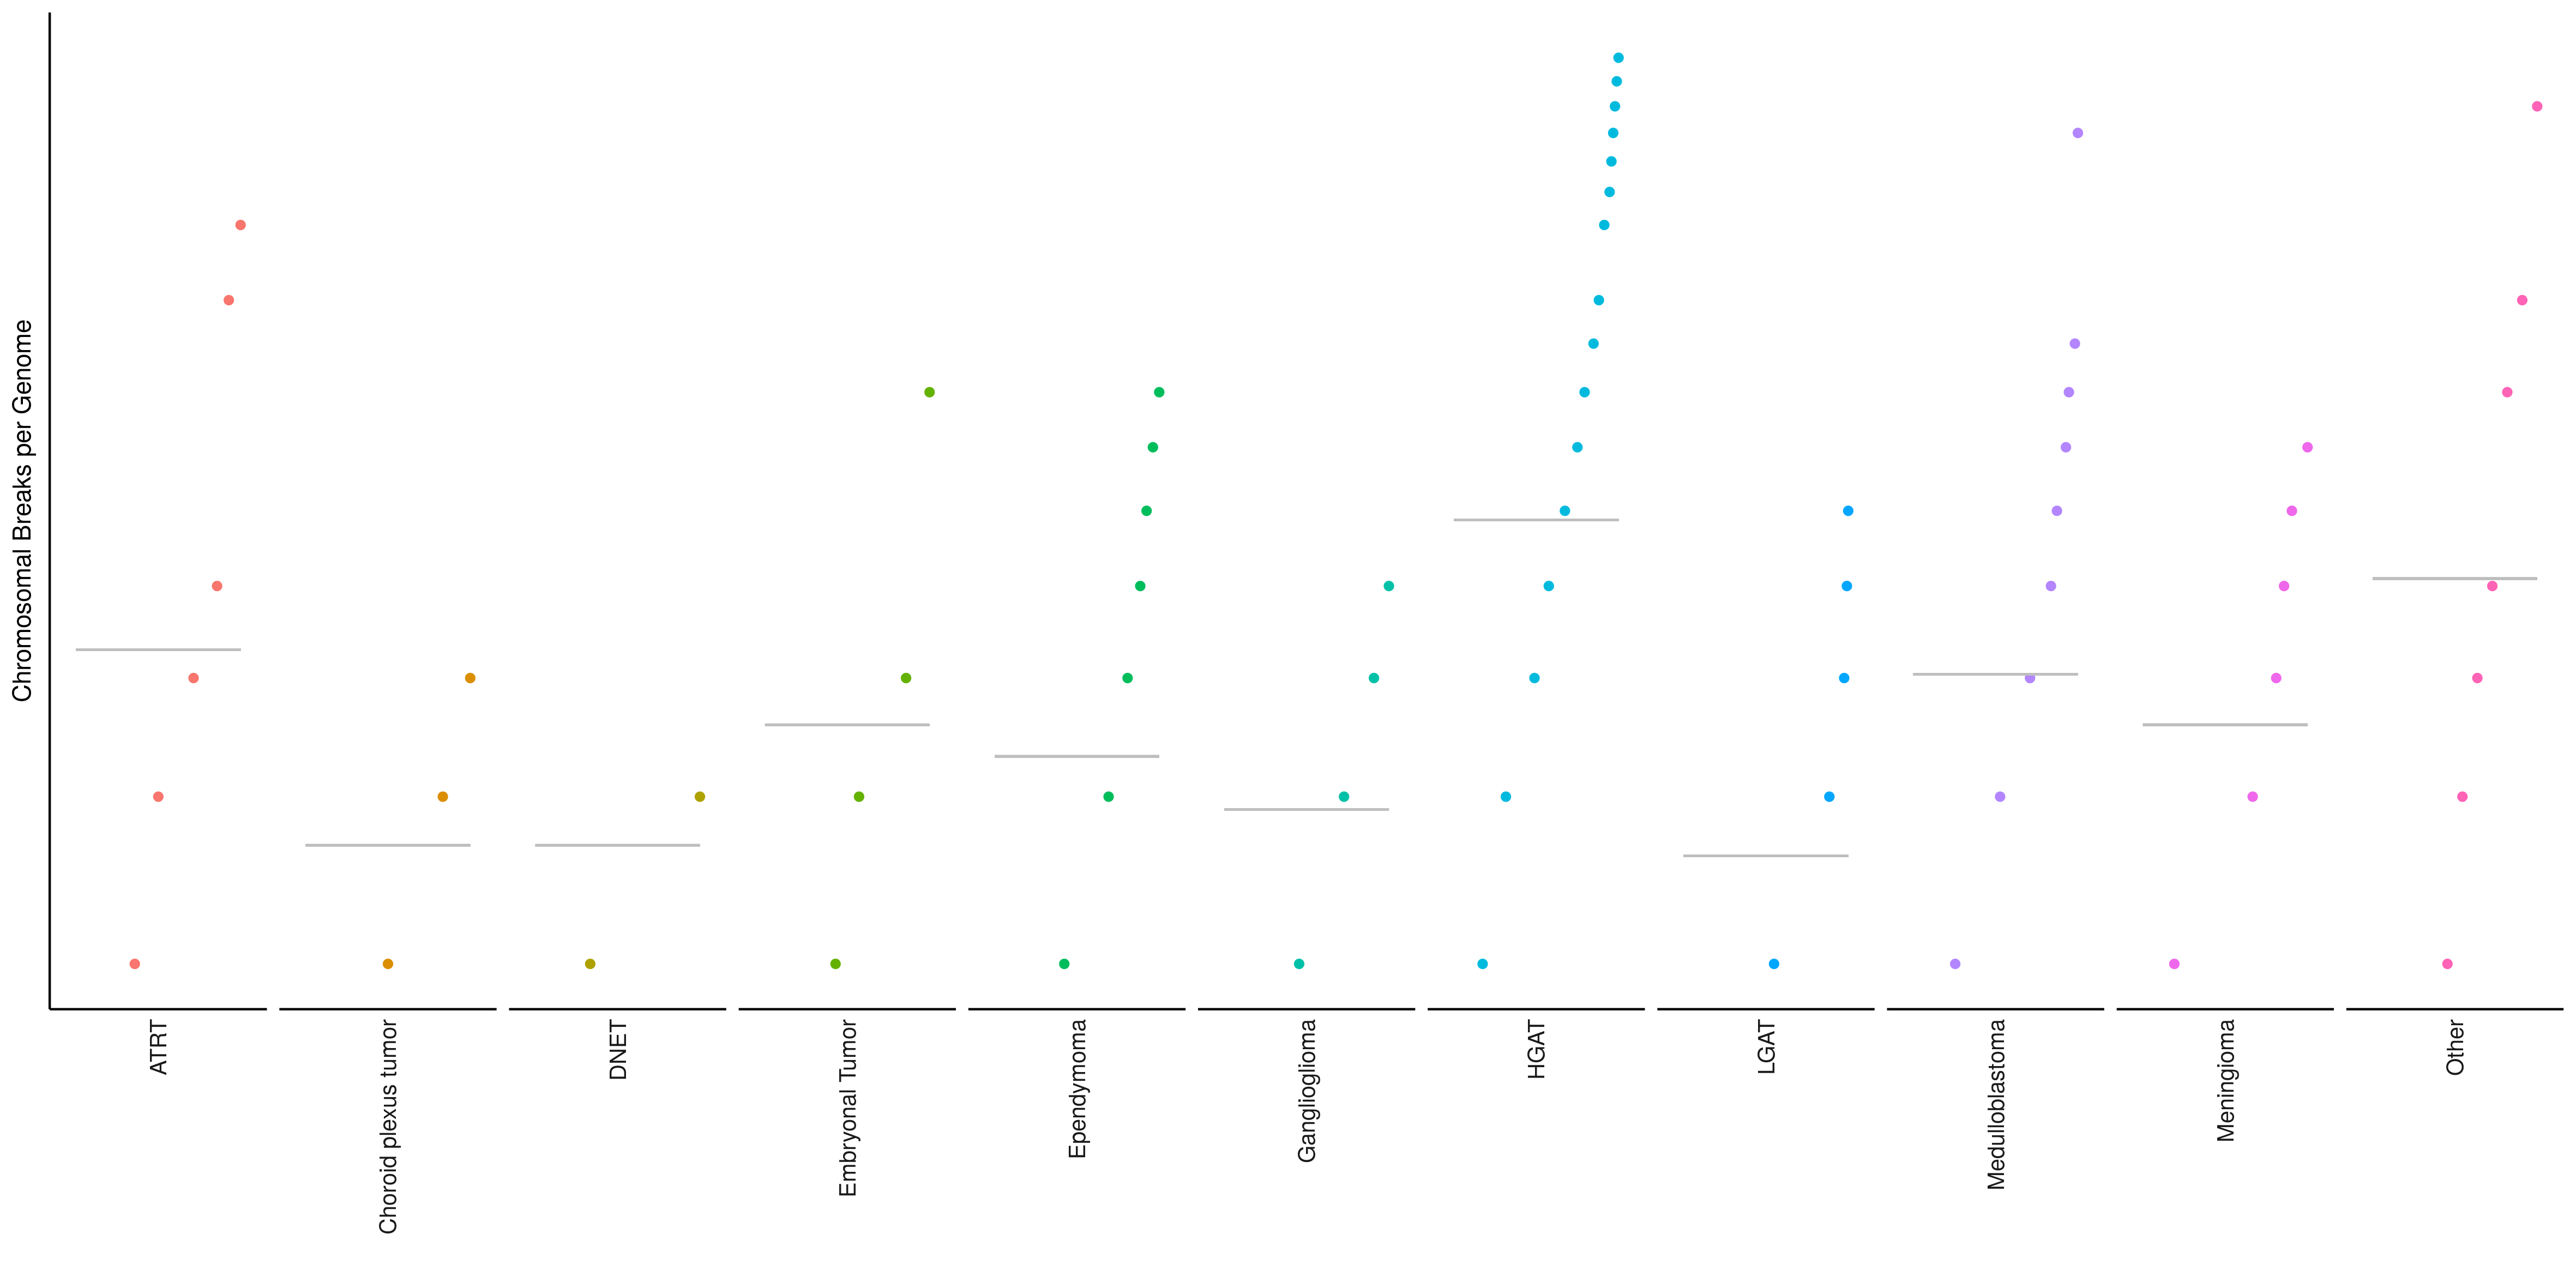 Chromosomal Breaks per Genome
ATRT
Choroid plexus tumor
DNET
Embryonal Tumor
Ependymoma
Ganglioglioma
HGAT
LGAT
Medulloblastoma
Meningioma
Other